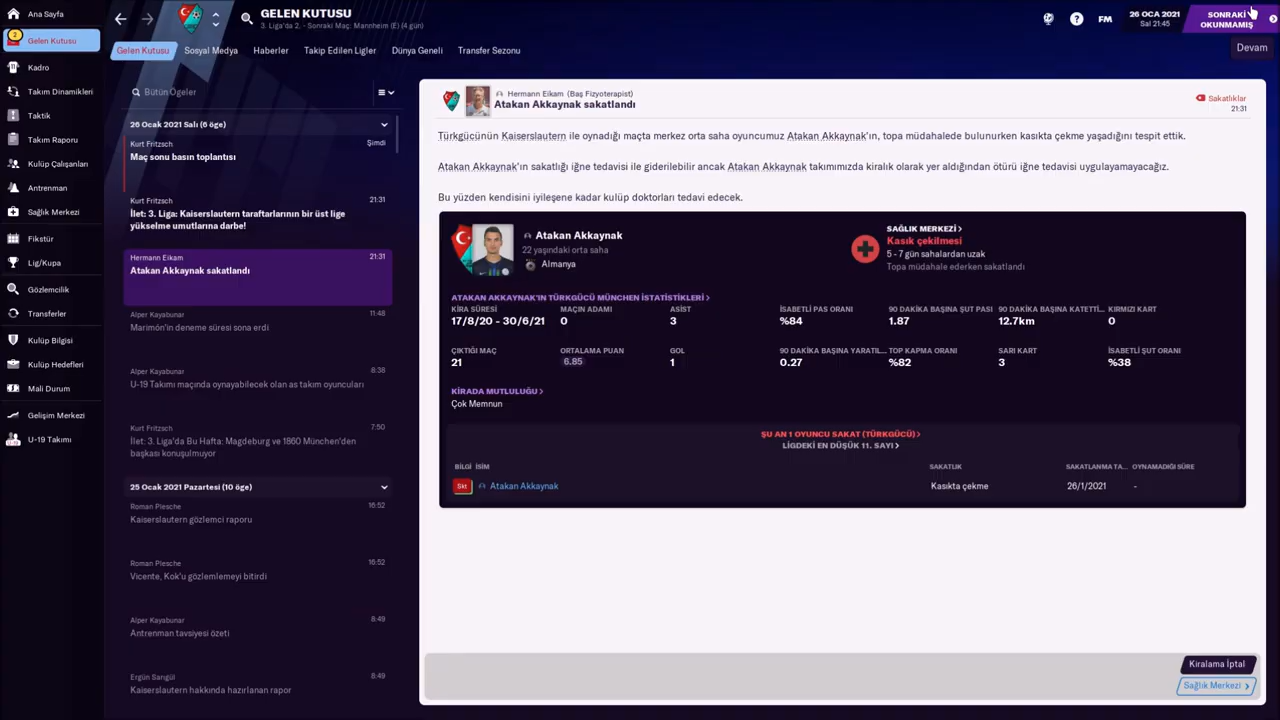 Ana Sayfa
2
Gelen Kutusu
Kadro
Takım Dinamikleri
Taktik
Takım Raporu
Kulüp Çalışanları
Antrenman
Sağlık Merkezi
Fikstür
Lig/Kupa
Gözlemcilik
Transferler
Kulüp Bilgisi
Kulüp Hedefleri
Mali Durum
Gelişim Merkezi
U-19 Takımı
GELEN KUTUSU
3. Liga'da 2. - Sonraki Maç: Mannheim (E) (4 gün)
FM
26 OCA 2021
Sal 21:45
SONRAKİ
OKUNMAMIŞ
Devam
Gelen Kutusu
Sosyal Medya
Haberler
Takip Edilen Ligler
Dünya Geneli
Transfer Sezonu
Bütün Ögeler
26 Ocak 2021 Salı (6 öge)
Kurt Fritzsch
Şimdi
Maç sonu basın toplantısı
Kurt Fritzsch
21:31
İlet: 3. Liga: Kaiserslautern taraftarlarının bir üst lige
yükselme umutlarına darbe!
Hermann Eikam
21:31
Atakan Akkaynak sakatlandı
Alper Kayabunar
11:48
Marimón'in deneme süresi sona erdi
Alper Kayabunar
8:38
U-19 Takımı maçında oynayabilecek olan as takım oyuncuları
Kurt Fritzsch
7:50
İlet: 3. Liga'da Bu Hafta: Magdeburg ve 1860 München'den
başkası konuşulmuyor
25 Ocak 2021 Pazartesi (10 öge)
Roman Plesche
16:52
Kaiserslautern gözlemci raporu
Roman Plesche
16:52
Vicente, Kok'u gözlemlemeyi bitirdi
Alper Kayabunar
8:49
Antrenman tavsiyesi özeti
Ergün Sarıgül
8:49
Kaiserslautern hakkında hazırlanan rapor
Hermann Eikam (Baş Fizyoterapist)
Atakan Akkaynak sakatlandı
Sakatlıklar
21:31
Türkgücünün Kaiserslautern ile oynadığı maçta merkez orta saha oyuncumuz Atakan Akkaynak'ın, topa müdahalede bulunurken kasıkta çekme yaşadığını tespit ettik.
Atakan Akkaynak'ın sakatlığı iğne tedavisi ile giderilebilir ancak Atakan Akkaynak takımımızda kiralık olarak yer aldığından ötürü iğne tedavisi uygulayamayacağız.
Bu yüzden kendisini iyileşene kadar kulüp doktorları tedavi edecek.
Atakan Akkaynak
22 yaşındaki orta saha
Almanya
SAĞLIK MERKEZİ
Kasık çekilmesi
5 - 7 gün sahalardan uzak
Topa müdahale ederken sakatlandı
ATAKAN AKKAYNAK'IN TÜRKGÜCÜ MÜNCHEN İSTATİSTİKLERİ
KİRA SÜRESİ
MAÇIN ADAMI
ASİST
İSABETLİ PAS ORANI
90 DAKİKA BAŞINA ŞUT PASI
90 DAKİKA BAŞINA KATETTİ...
KIRMIZI KART
17/8/20 - 30/6/21
0
3
%84
1.87
12.7km
0
ÇIKTIĞI MAÇ
ORTALAMA PUAN
GOL
90 DAKİKA BAŞINA YARATIL...
TOP KAPMA ORANI
SARI KART
İSABETLİ ŞUT ORANI
21
6.85
1
0.27
%82
3
%38
KİRADA MUTLULUĞU
Çok Memnun
ŞU AN 1 OYUNCU SAKAT (TÜRKGÜCÜ)
LİGDEKİ EN DÜŞÜK 11. SAYI
BİLGİ
İSİM
SAKATLIK
SAKATLANMA TA...
OYNAMADIĞI SÜRE
Skt
Atakan Akkaynak
Kasıkta çekme
26/1/2021
-
Kiralama İptal
Sağlık Merkezi